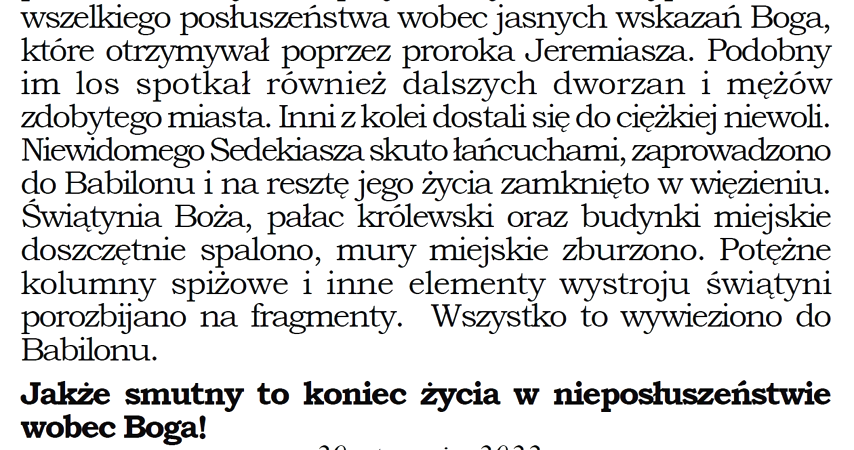 wszelkiego posłuszeństwa wobec jasnych wskazań Boga,
które otrzymywał poprzez proroka Jeremiasza. Podobny
im los spotkał również dalszych dworzan i mężów
zdobytego miasta. Inni z kolei dostali się do ciężkiej niewoli.
Niewidomego Sedekiasza skuto łańcuchami, zaprowadzono
do Babilonu i na resztę jego życia zamknięto w więzieniu.
Świątynia Boża, pałac królewski oraz budynki miejskie
doszczętnie spalono, mury miejskie zburzono. Potężne
kolumny spiżowe i inne elementy wystroju świątyni
porozbijano na fragmenty. Wszystko to wywieziono do
Babilonu.
Jakże smutny to koniec życia w nieposłuszeństwie
wobec Boga!